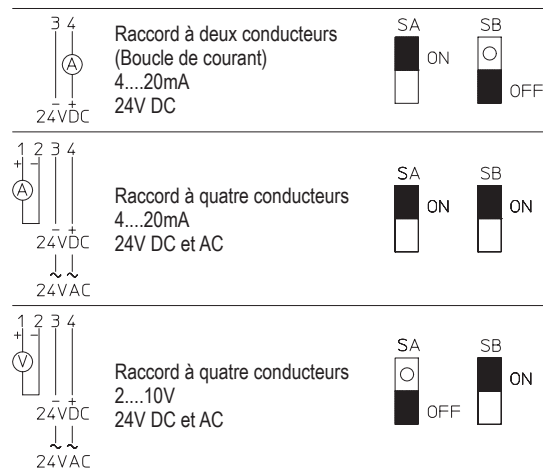 3 4
A
- +
24VDC
Raccord à deux conducteurs
(Boucle de courant)
4....20mA
24V DC
SA
ON
SB
OFF
1 2 3 4
+ -
A
- +
24VDC
~ ~
24VAC
Raccord à quatre conducteurs
4....20mA
24V DC et AC
SA
ON
SB
ON
1 2 3 4
+ -
V
- +
24VDC
~ ~
24VAC
Raccord à quatre conducteurs
2....10V
24V DC et AC
SA
OFF
SB
ON